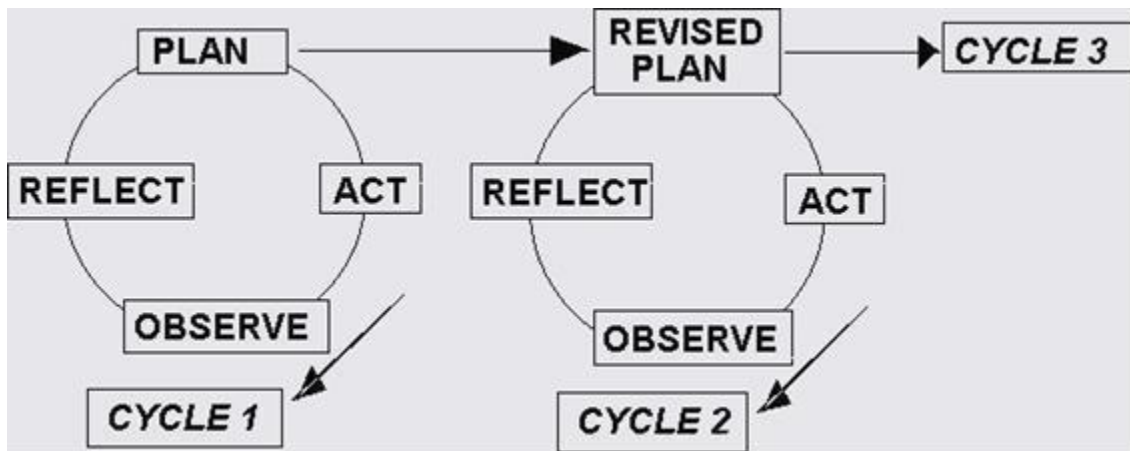 PLAN
REVISED
PLAN
CYCLE 3
REFLECT
ACT
REFLECT
ACT
OBSERVE
OBSERVE
CYCLE 1
CYCLE 2